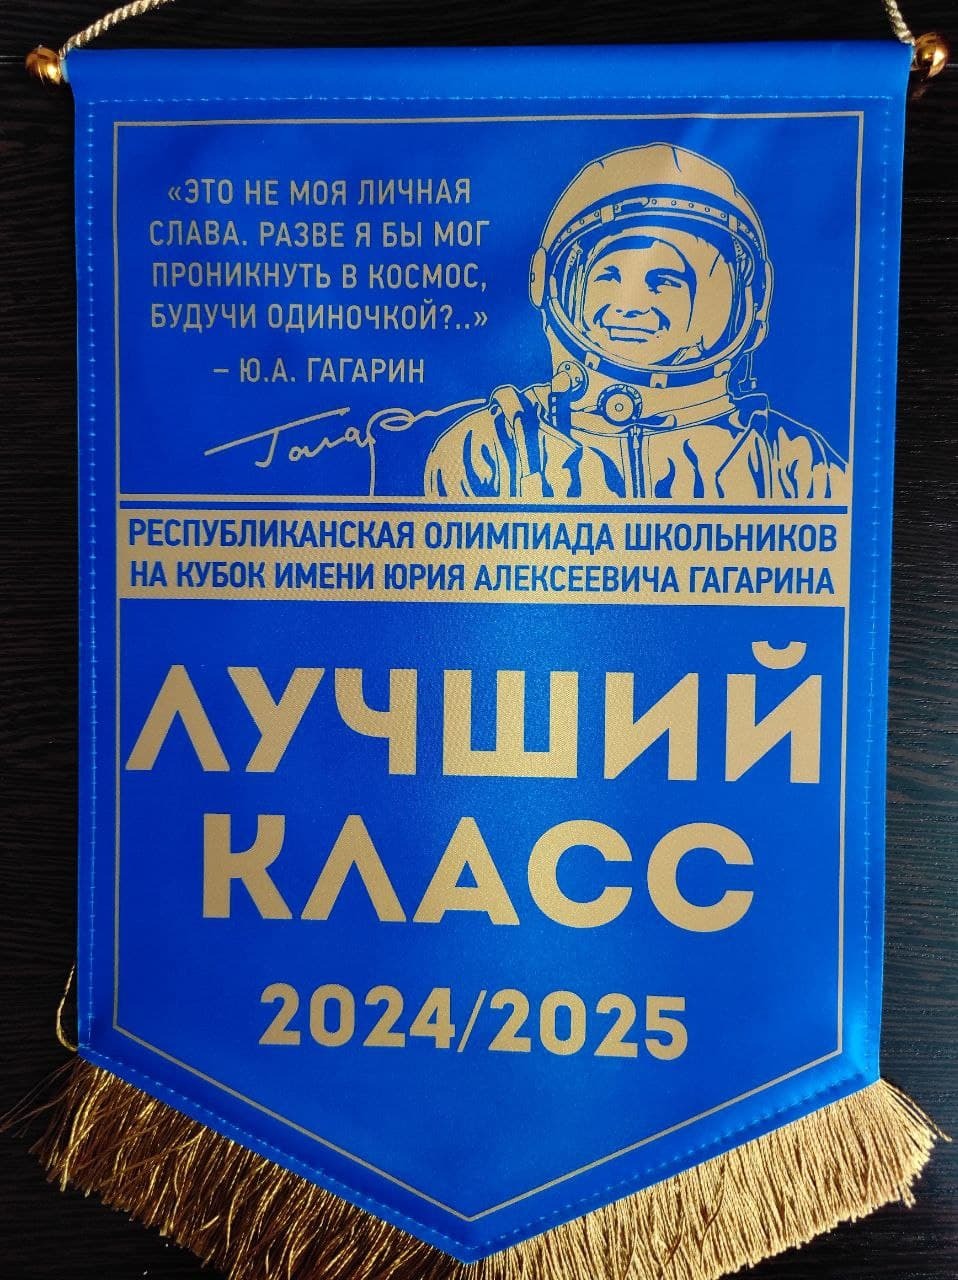 «ЭТО НЕ МОЯ ЛИЧНАЯ
СЛАВА. РАЗВЕ Я БЫ МОГ
ПРОНИКНУТЬ В КОСМОС,
БУДУЧИ ОДИНОЧКОЙ?..»
– Ю.А. ГАГАРИН
Гагарин
РЕСПУБЛИКАНСКАЯ ОЛИМПИАДА ШКОЛЬНИКОВ
НА КУБОК ИМЕНИ ЮРИЯ АЛЕКСЕЕВИЧА ГАГАРИНА
ЛУЧШИЙ
КЛАСС
2024/2025